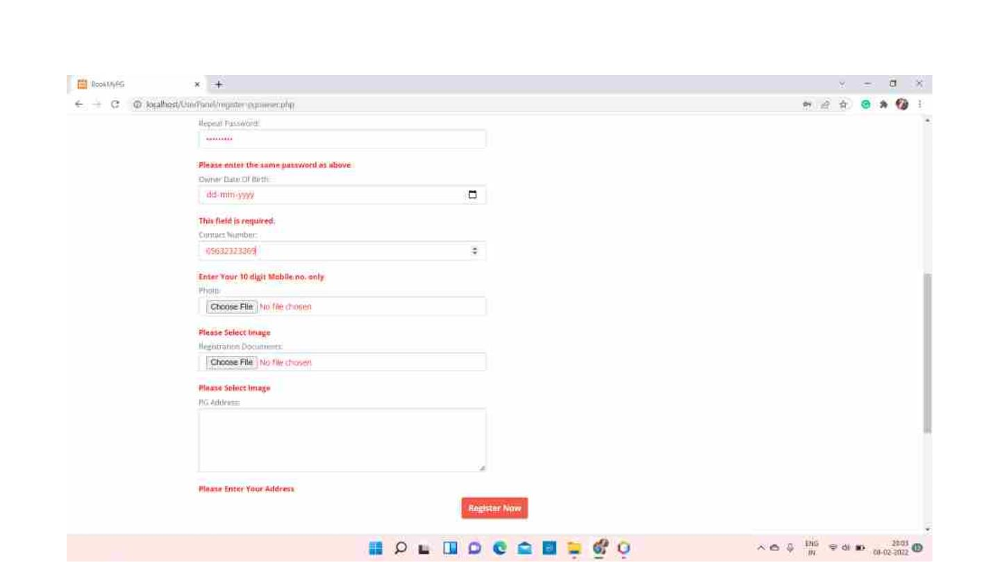 BookMyPG
localhost/UserPanel/register-pgowner.php
Repeat Password:
•••••••••
Please enter the same password as above
Owner Date Of Birth:
dd-mm-yyyy
This field is required.
Contact Number:
65632323269
Enter Your 10 digit Mobile no. only
Photo:
Choose File No file chosen
Please Select Image
Registration Documents:
Choose File No file chosen
Please Select Image
PG Address:
Please Enter Your Address
Register Now
ENG
IN
20:03
08-02-2022